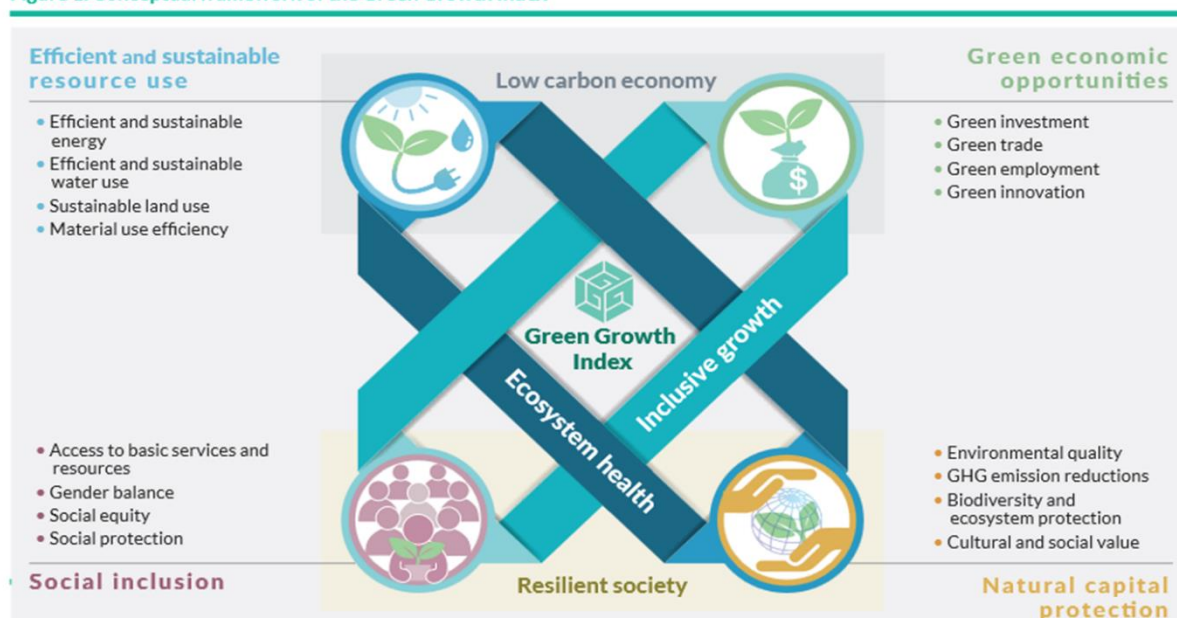 Efficient and sustainable
resource use
• Efficient and sustainable
energy
• Efficient and sustainable
water use
• Sustainable land use
• Material use efficiency
Low carbon economy
Green economic
opportunities
• Green investment
• Green trade
• Green employment
• Green innovation
$
Green Growth
Index
Ecosystem health
Inclusive growth
• Access to basic services and
resources
• Gender balance
• Social equity
• Social protection
Social inclusion
Resilient society
• Environmental quality
• GHG emission reductions
• Biodiversity and
ecosystem protection
• Cultural and social value
Natural capital
protection